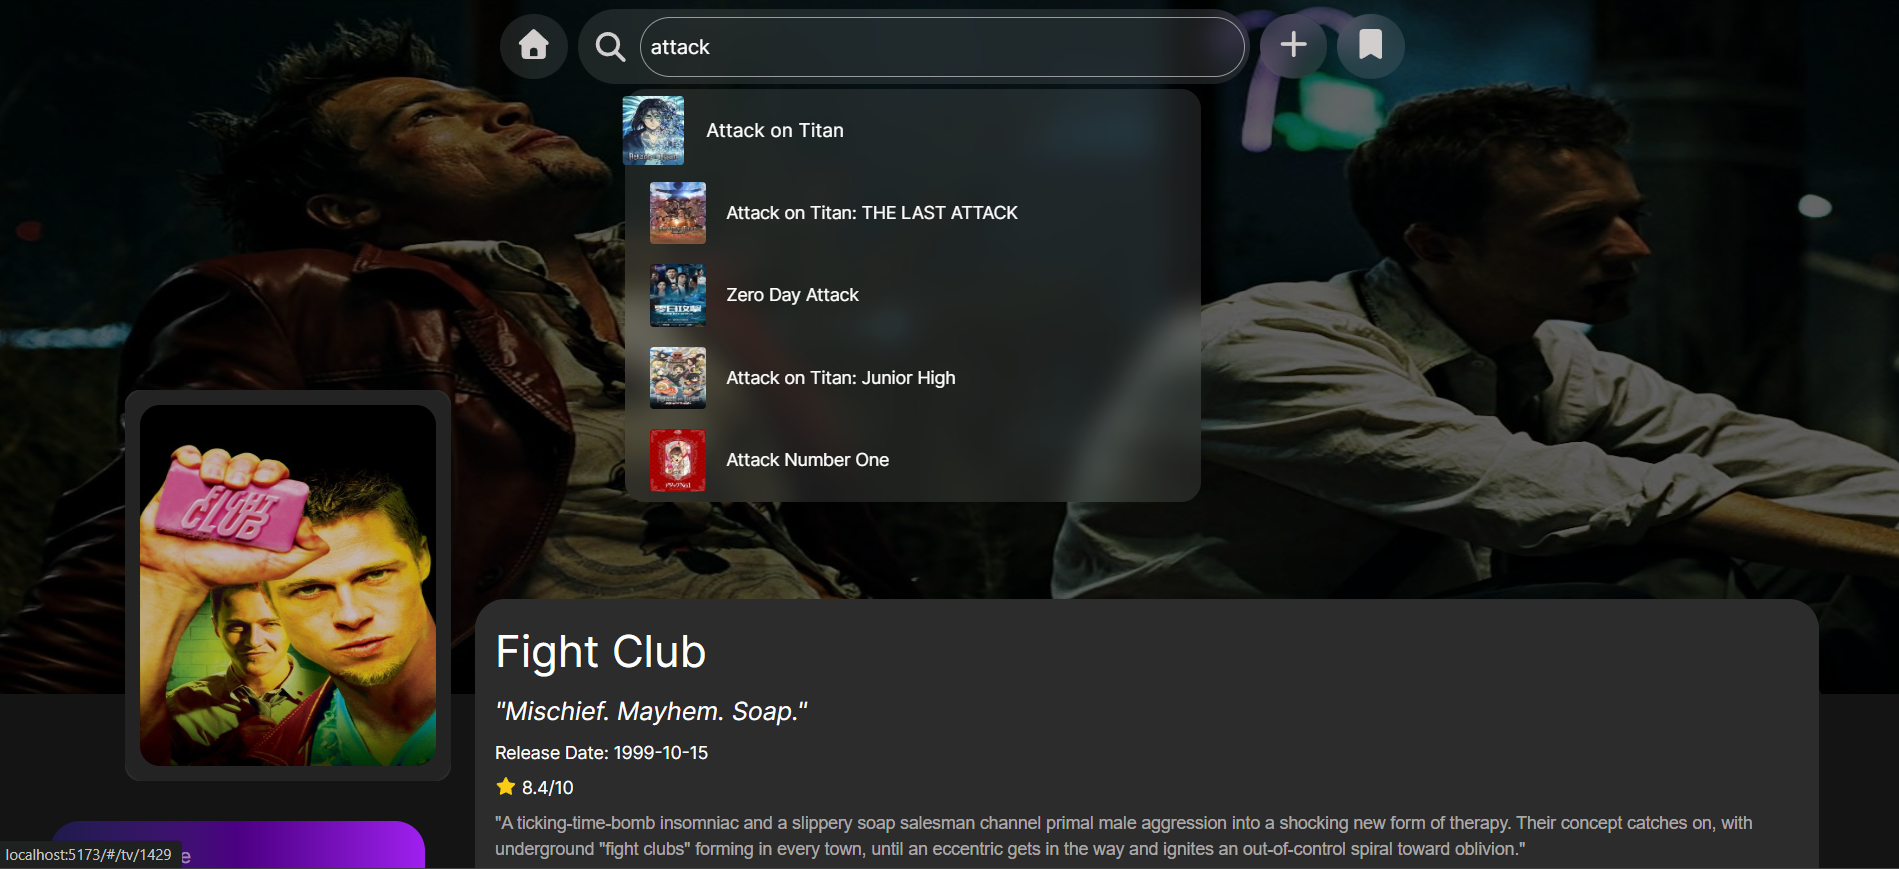 attack
Attack on Titan
Attack on Titan: THE LAST ATTACK
Zero Day Attack
Attack on Titan: Junior High
Attack Number One
FIGHT
CLUB
Fight Club
"Mischief. Mayhem. Soap."
Release Date: 1999-10-15
8.4/10
"A ticking-time-bomb insomniac and a slippery soap salesman channel primal male aggression into a shocking new form of therapy. Their concept catches on, with
underground "fight clubs" forming in every town, until an eccentric gets in the way and ignites an out-of-control spiral toward oblivion."
localhost:5173/#/tv/1429